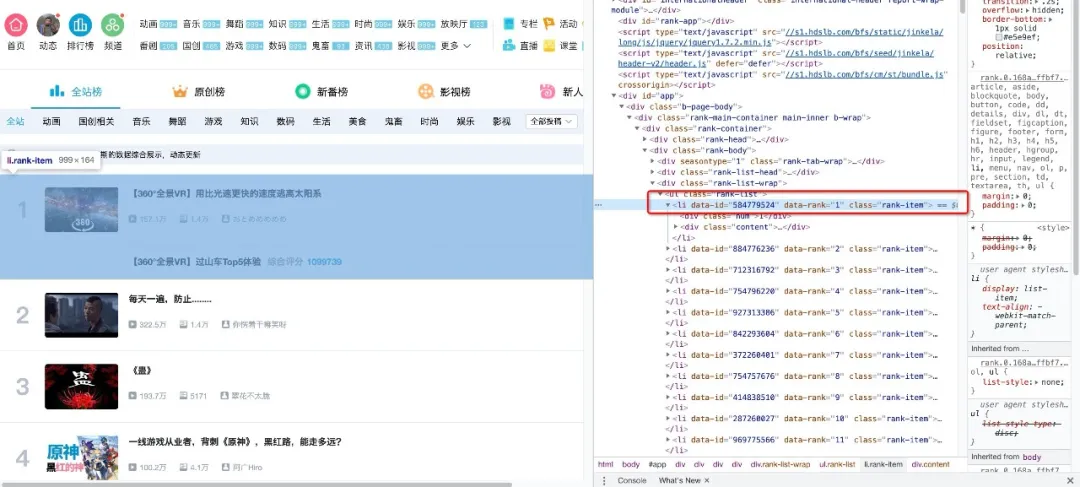 首页
动态
排行榜
频道
动画 999+ 音乐 999+ 舞蹈 999+ 知识 999+ 生活 999+ 时尚 999+ 娱乐 999+ 放映厅
番剧 国创 游戏 999+ 数码 999+ 鬼畜 资讯 影视 999+ 更多
专栏 活动
直播 课堂
全站榜
原创榜
新番榜
影视榜
新人
全站 动画 国创相关 音乐 舞蹈 游戏 知识 数码 生活 美食 鬼畜 时尚 娱乐 影视 全部投稿
li.rank-item 999 × 164
的数据综合展示，动态更新
1
【360°全景VR】用比光速更快的速度逃离太阳系
1.4万
【360°全景VR】过山车Top5体验 综合评分 1099739
2
每天一遍，防止........
322.5万 1.4万
3
《蛊》
193.7万 5171 翠花不太脆
4
一线游戏从业者，背刺《原神》，黑红路，能走多远?
100.2万 4.1万 阿广Hiro
原神
黑红的神
module">…</style>
<div id="rank-app"></div>
<script type="text/javascript" src="//s1.hdslb.com/bfs/static/jinkela/
long/js/jquery/jquery1.7.2.min.js"></script>
<script type="text/javascript" src="//s1.hdslb.com/bfs/seed/jinkela/
header-v2/header.js" defer="defer"></script>
<script type="text/javascript" src="//s1.hdslb.com/bfs/cm/st/bundle.js"
crossorigin></script>
<div id="app">
<div class="b-page-body">
<div class="rank-main-container main-inner b-wrap">
<div class="rank-container">
<div class="rank-head">…</div>
<div class="rank-body">
<div seasontype="1" class="rank-tab-wrap">…</div>
<div class="rank-list-head">…</div>
<div class="rank-list-wrap">
<ul class="rank-list">
<li data-id="584779524" data-rank="1" class="rank-item"> == $
<div class="num">1</div>
<div class="content">…</div>
</li>
<li data-id="884776236" data-rank="2" class="rank-item">…
</li>
<li data-id="712316792" data-rank="3" class="rank-item">…
</li>
<li data-id="754796220" data-rank="4" class="rank-item">…
</li>
<li data-id="927313306" data-rank="5" class="rank-item">…
</li>
<li data-id="842293604" data-rank="6" class="rank-item">…
</li>
<li data-id="372260401" data-rank="7" class="rank-item">…
</li>
<li data-id="754757676" data-rank="8" class="rank-item">…
</li>
<li data-id="414838510" data-rank="9" class="rank-item">…
</li>
<li data-id="287260027" data-rank="10" class="rank-item">…
</li>
<li data-id="969775566" data-rank="11" class="rank-item">…
</li>
html body #app div div div div div.rank-list-wrap ul.rank-list li.rank-item div.content
Console What's New ×
transition: .2s;
overflow: hidden;
border-bottom:
1px solid
#e5e9ef;
position:
relative;
}
rank.0.168a…ffbf7…
article, aside,
blockquote, body,
button, code, dd,
details, div, dl, dt,
fieldset, figcaption,
figure, footer, form,
h1, h2, h3, h4, h5,
h6, header, hgroup,
hr, input, legend,
li, menu, nav, ol, p,
pre, section, td,
textarea, th, ul {
margin: 0;
padding: 0;
}
* { <style>
margin: 0;
padding: 0;
}
user agent stylesh…
li {
display: list-
item;
text-align: -
webkit-match-
parent;
}
Inherited from …
rank.0.168a…ffbf7…
ol, ul {
list-style: none;
}
user agent stylesh…
ul {
list-style-type:
disc;
}
Inherited from body